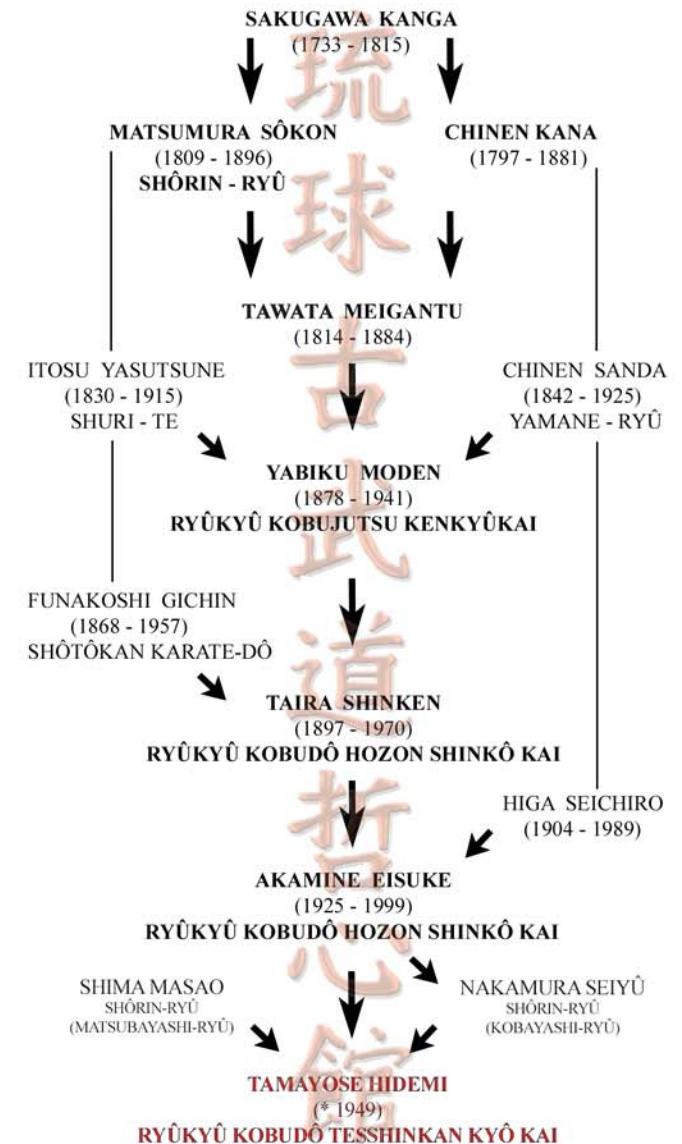 SAKUGAWA KANGA
(1733 - 1815)
MATSUMURA SÔKON
(1809 - 1896)
SHÔRIN - RYÛ
CHINEN KANA
(1797 - 1881)
TAWATA MEIGANTU
(1814 - 1884)
ITOSU YASUTSUNE
(1830 - 1915)
SHURI - TE
CHINEN SANDA
(1842 - 1925)
YAMANE - RYÛ
YABIKU MODEN
(1878 - 1941)
RYÛKYÛ KOBUJUTSU KENKYÛKAI
FUNAKOSHI GICHIN
(1868 - 1957)
SHÔTÔKAN KARATE-DÔ
TAIRA SHINKEN
(1897 - 1970)
RYÛKYÛ KOBUDÔ HOZON SHINKÔ KAI
HIGA SEICHIRO
(1904 - 1989)
AKAMINE EISUKE
(1925 - 1999)
RYÛKYÛ KOBUDÔ HOZON SHINKÔ KAI
SHIMA MASAO
SHÔRIN-RYÛ
(MATSUBAYASHI-RYÛ)
NAKAMURA SEIYÛ
SHÔRIN-RYÛ
(KOBAYASHI-RYÛ)
TAMAYOSE HIDEMI
(* 1949)
RYÛKYÛ KOBUDÔ TESSHINKAN KYÔ KAI
琉球古武道哲心館